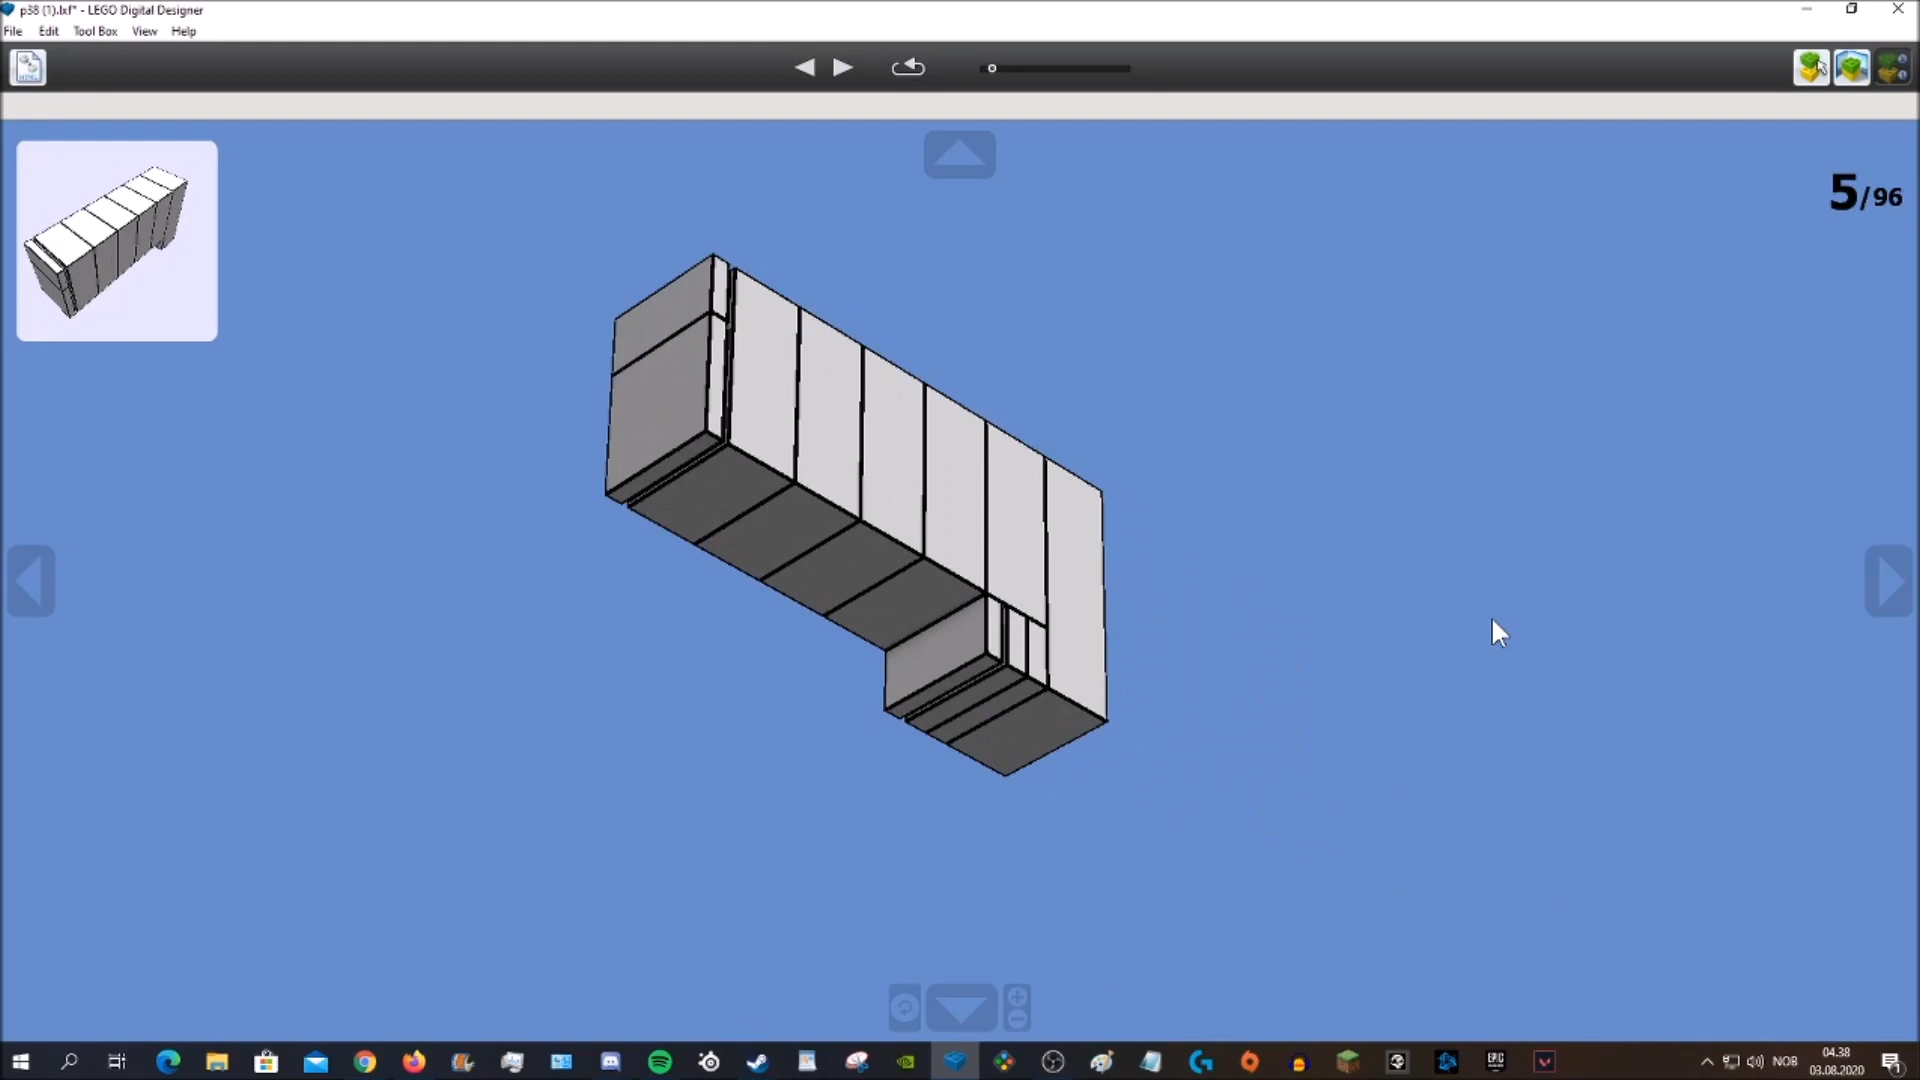 p38 (1).lxf* - LEGO Digital Designer
File Edit Tool Box View Help
5/96
NOB
04.38
03.08.2020